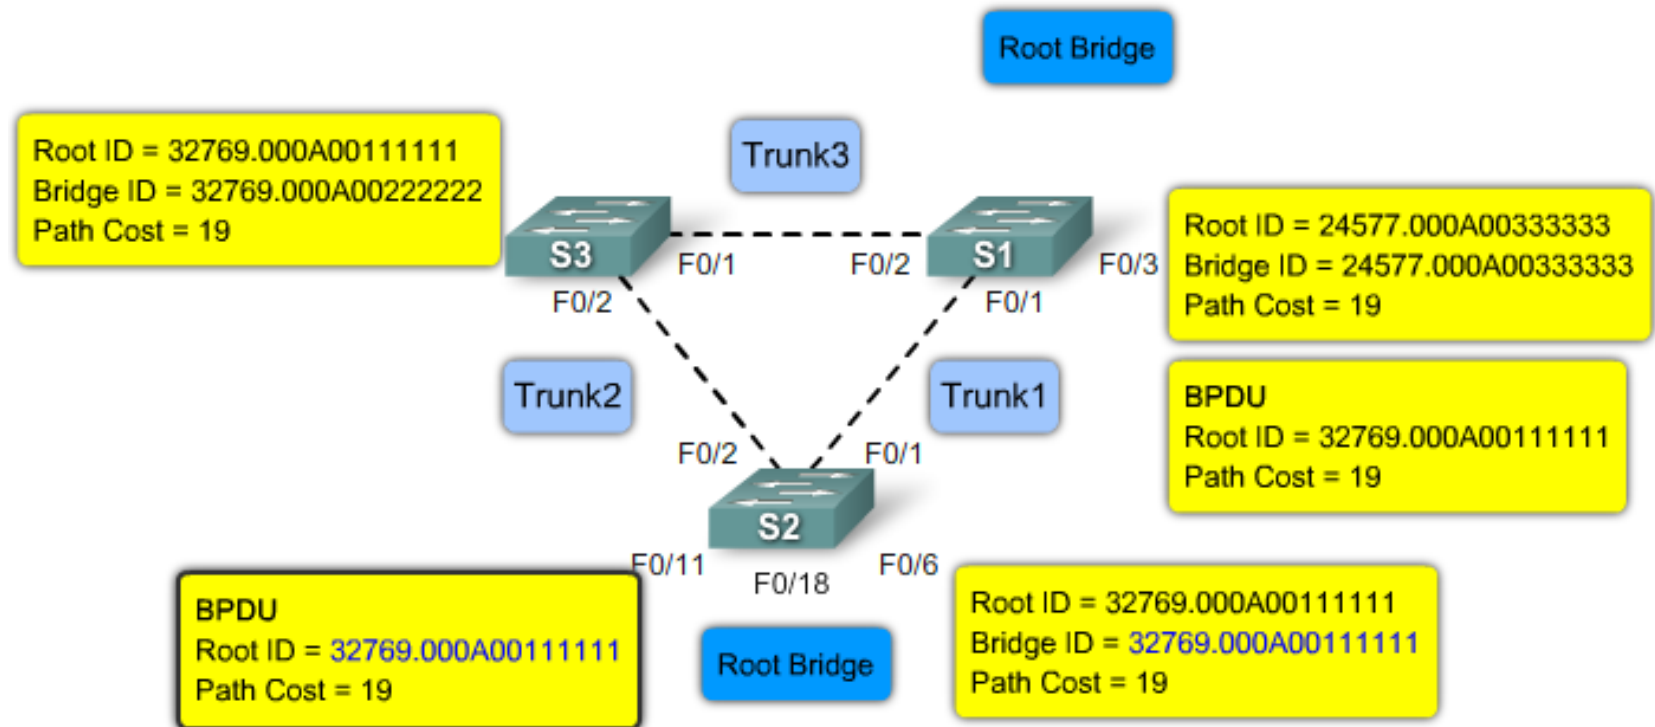 Root Bridge
Root ID = 32769.000A00111111
Bridge ID = 32769.000A00222222
Path Cost = 19
Trunk3
S3
F0/1
F0/2
S1
F0/3
F0/2
F0/1
Root ID = 24577.000A00333333
Bridge ID = 24577.000A00333333
Path Cost = 19
Trunk2
Trunk1
BPDU
Root ID = 32769.000A00111111
Path Cost = 19
F0/2
F0/1
S2
F0/11
F0/18
F0/6
BPDU
Root ID = 32769.000A00111111
Path Cost = 19
Root Bridge
Root ID = 32769.000A00111111
Bridge ID = 32769.000A00111111
Path Cost = 19